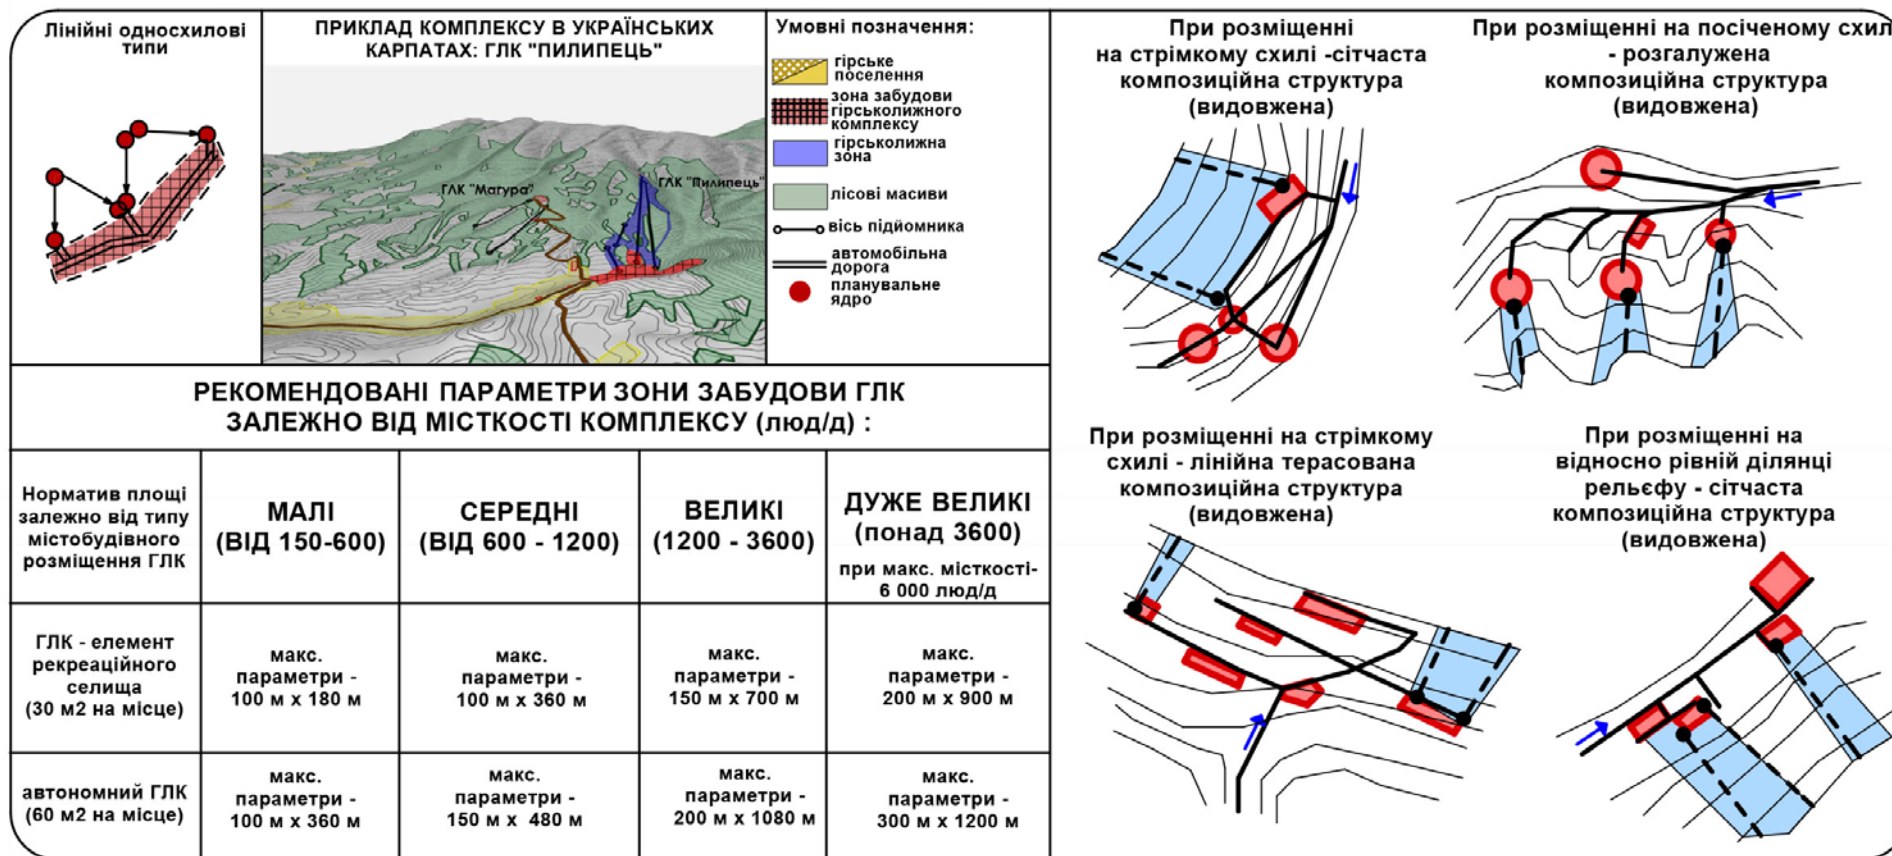 Лінійні односхилові
типи
ПРИКЛАД КОМПЛЕКСУ В УКРАЇНСЬКИХ
КАРПАТАХ: ГЛК "ПИЛИПЕЦЬ"
ГЛК "Магура"
ГЛК "Пилипець"
Умовні позначення:
гірське
поселення
зона забудови
гірськолижного
комплексу
гірськолижна
зона
лісові масиви
вісь підйомника
автомобільна
дорога
планувальне
ядро
РЕКОМЕНДОВАНІ ПАРАМЕТРИ ЗОНИ ЗАБУДОВИ ГЛК
ЗАЛЕЖНО ВІД МІСТКОСТІ КОМПЛЕКСУ (люд/д) :
Норматив площі
залежно від типу
містобудівного
розміщення ГЛК
МАЛІ
(ВІД 150-600)
СЕРЕДНІ
(ВІД 600 - 1200)
ВЕЛИКІ
(1200 - 3600)
ДУЖЕ ВЕЛИКІ
(понад 3600)
при макс. місткості-
6 000 люд/д
ГЛК - елемент
рекреаційного
селища
(30 м2 на місце)
макс.
параметри -
100 м х 180 м
макс.
параметри -
100 м х 360 м
макс.
параметри -
150 м х 700 м
макс.
параметри -
200 м х 900 м
автономний ГЛК
(60 м2 на місце)
макс.
параметри -
100 м х 360 м
макс.
параметри -
150 м х 480 м
макс.
параметри -
200 м х 1080 м
макс.
параметри -
300 м х 1200 м
При розміщенні
на стрімкому схилі -сітчаста
композиційна структура
(видовжена)
При розміщенні на посіченому схил
- розгалужена
композиційна структура
(видовжена)
При розміщенні на стрімкому
схилі - лінійна терасована
композиційна структура
(видовжена)
При розміщенні на
відносно рівній ділянці
рельєфу - сітчаста
композиційна структура
(видовжена)